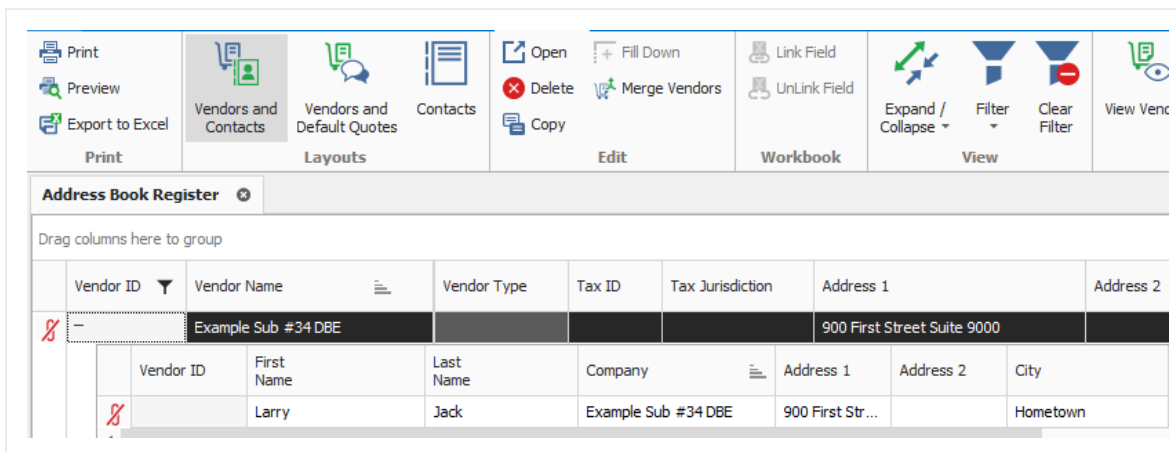 Print
Preview
Export to Excel
Print
Vendors and
Contacts
Vendors and
Default Quotes
Contacts
Layouts
Open
Delete
Copy
Fill Down
Merge Vendors
Edit
Link Field
UnLink Field
Workbook
Expand /
Collapse
Filter
Clear
Filter
View
View Venc
Address Book Register
Drag columns here to group
Vendor ID Vendor Name Vendor Type Tax ID Tax Jurisdiction Address 1 Address 2
– Example Sub #34 DBE 900 First Street Suite 9000
Vendor ID First Name Last Name Company Address 1 Address 2 City
Larry Jack Example Sub #34 DBE 900 First Str... Hometown